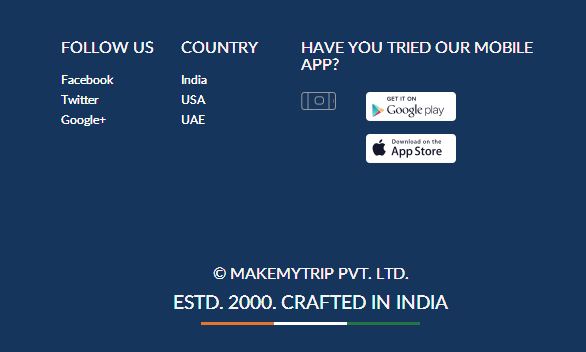 FOLLOW US
Facebook
Twitter
Google+
COUNTRY
India
USA
UAE
HAVE YOU TRIED OUR MOBILE
APP?
GET IT ON
Google play
Download on the
App Store
© MAKEMYTRIP PVT. LTD.
ESTD. 2000. CRAFTED IN INDIA